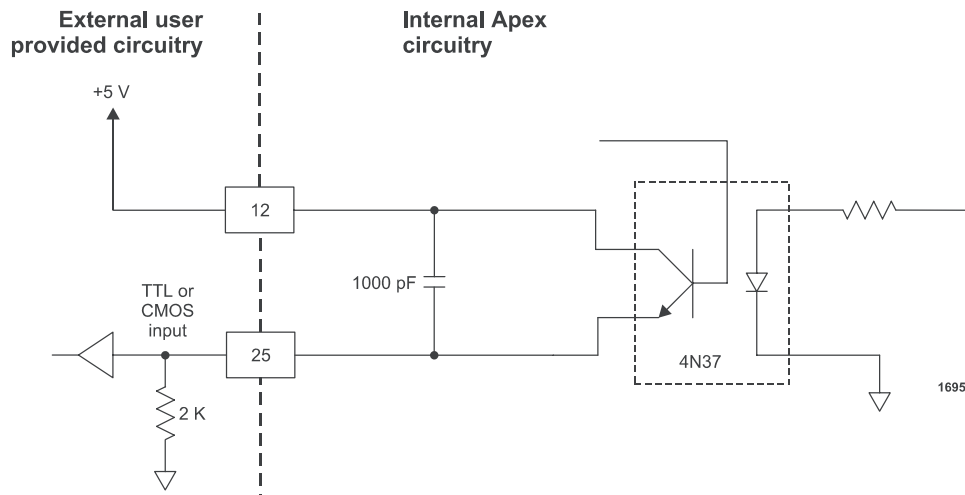 External user
provided circuitry
Internal Apex
circuitry
+5 V
12
1000 pF
TTL or
CMOS
input
25
4N37
2 K
1695